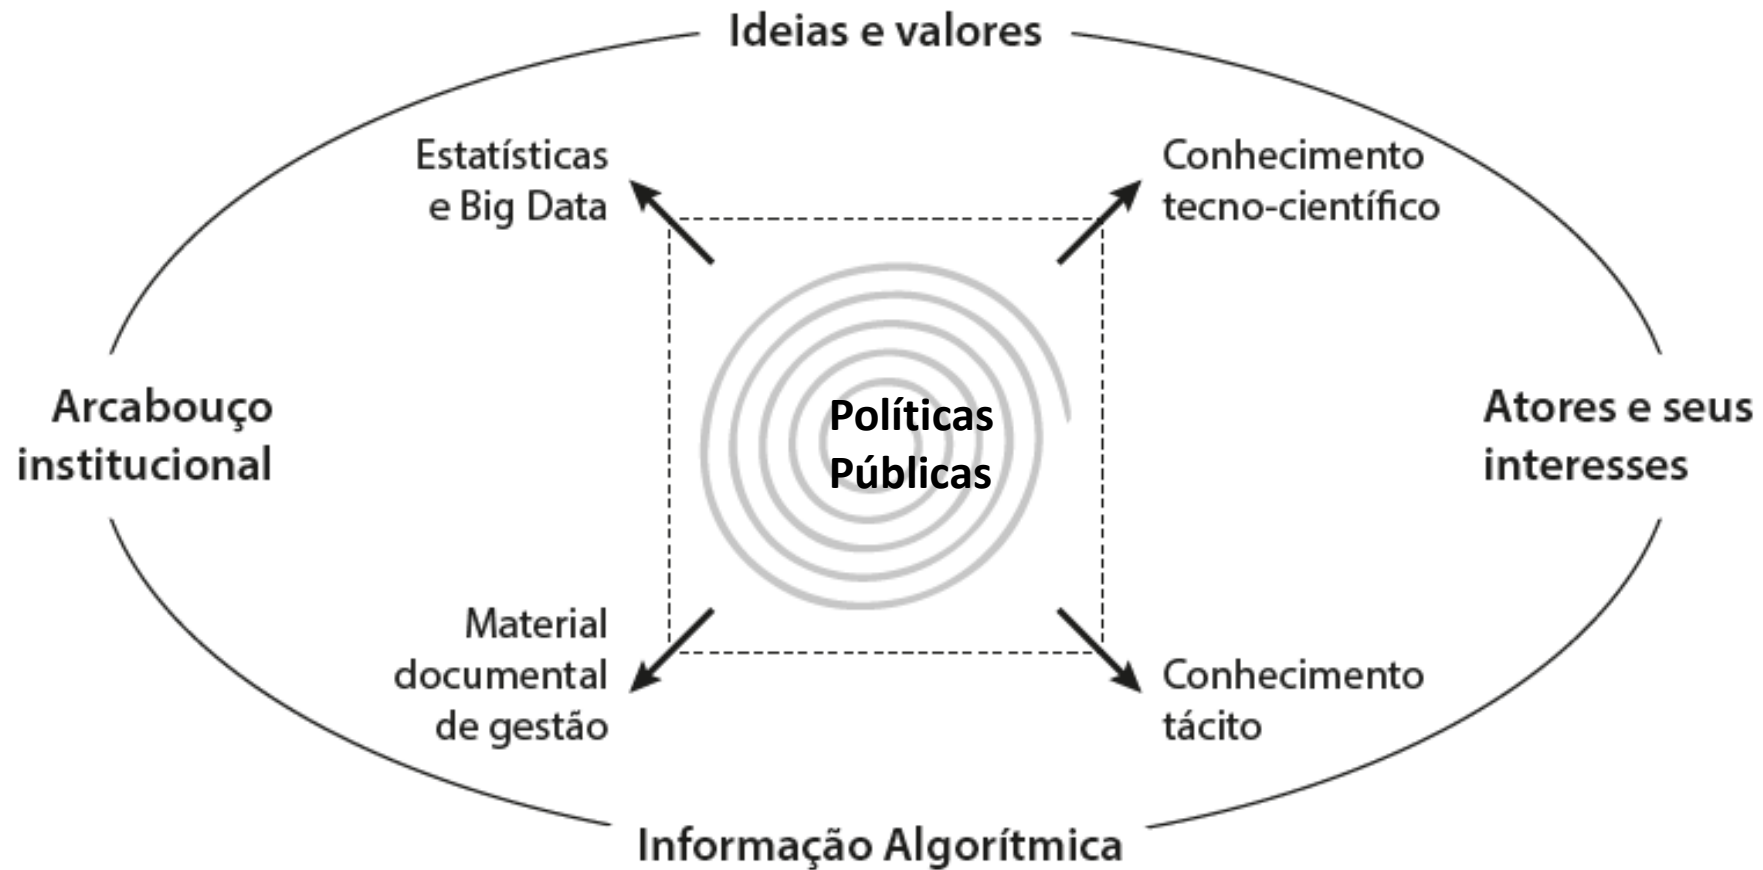 Ideias e valores
Estatísticas
e Big Data
Conhecimento
tecno-científico
Arcabouço
institucional
Políticas
Públicas
Atores e seus
interesses
Material
documental
de gestão
Conhecimento
tácito
Informação Algorítmica